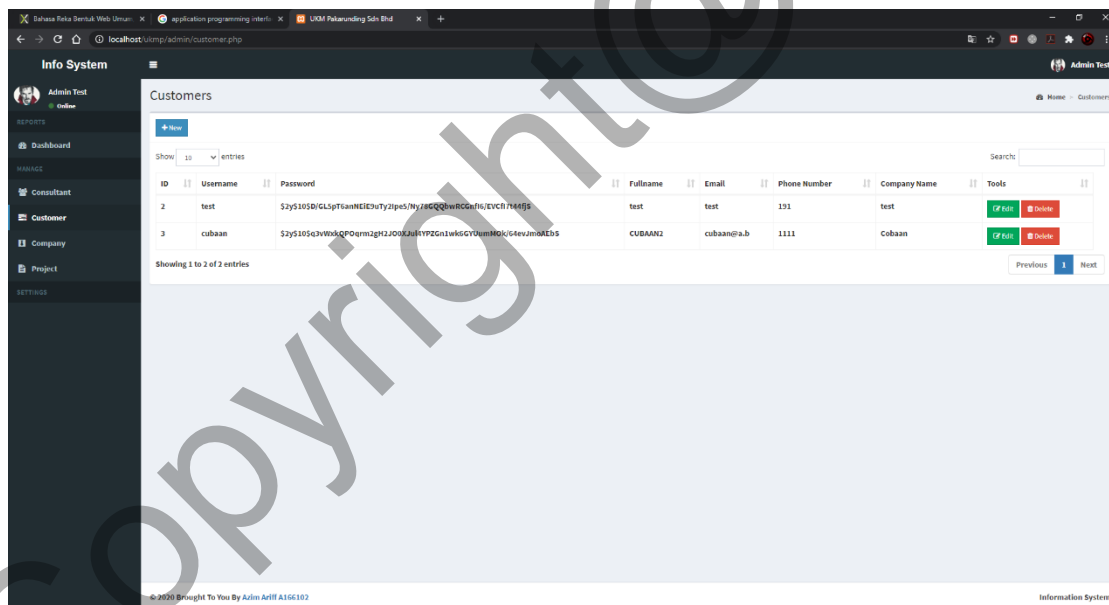 Bahasa Reka Bentuk Web Umum application programming interfa UKM Pakarunding Sdn Bhd
localhost/ukmp/admin/customer.php
Info System
Admin Test
Admin Test
Online
Customers
Home > Customers
REPORTS
Dashboard
MANAGE
Consultant
Customer
Company
Project
SETTINGS
+New
Show 10 entries
Search:
ID Username Password Fullname Email Phone Number Company Name Tools
2 test test test 191 test Edit Delete
3 cubaan CUBAAN2 cubaan@a.b 1111 Cobaan Edit Delete
Showing 1 to 2 of 2 entries
Previous 1 Next
© 2020 Brought To You By Azim Ariff A166102
Information System
copyright@